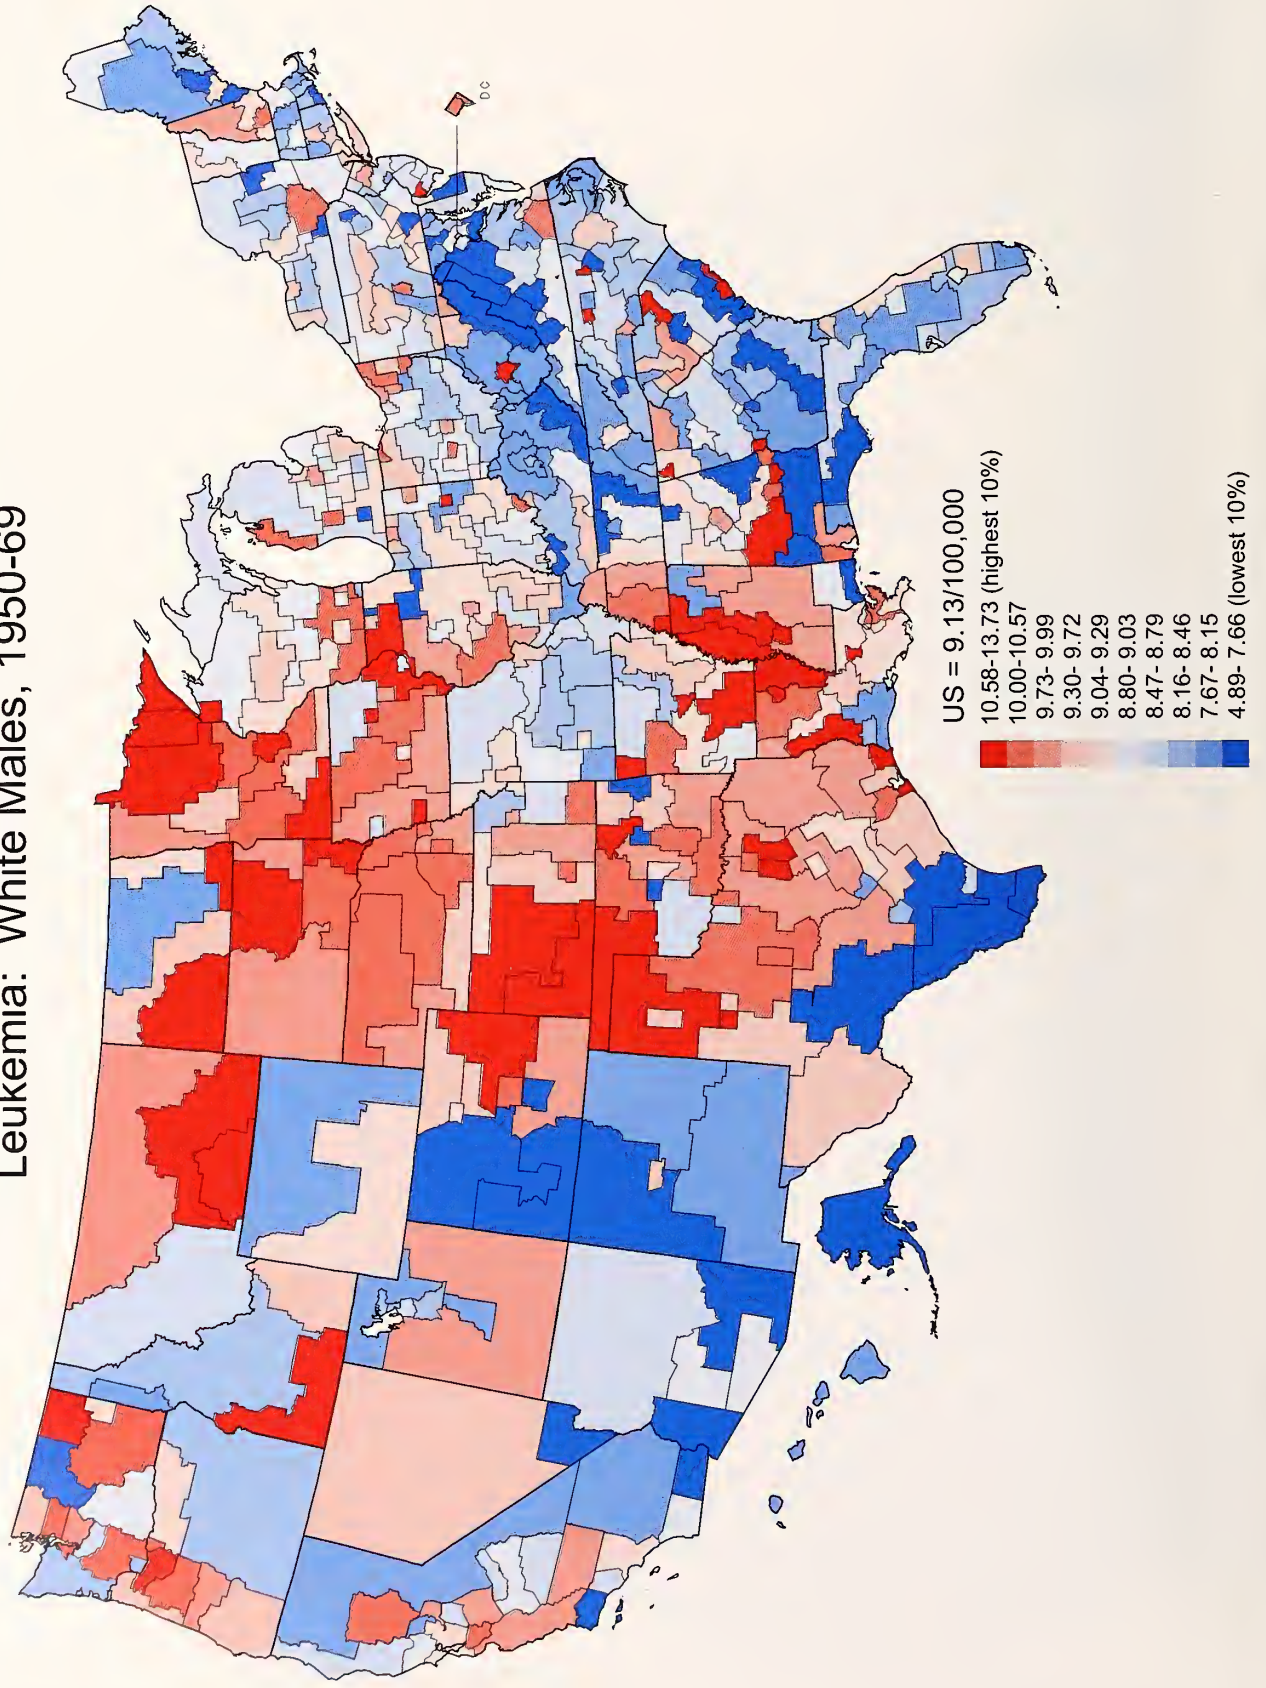 Leukemia: White Males, 1950-69
DC
US = 9.13/100,000
10.58-13.73 (highest 10%)
10.00-10.57
9.73- 9.99
9.30- 9.72
9.04- 9.29
8.80- 9.03
8.47- 8.79
8.16- 8.46
7.67- 8.15
4.89- 7.66 (lowest 10%)